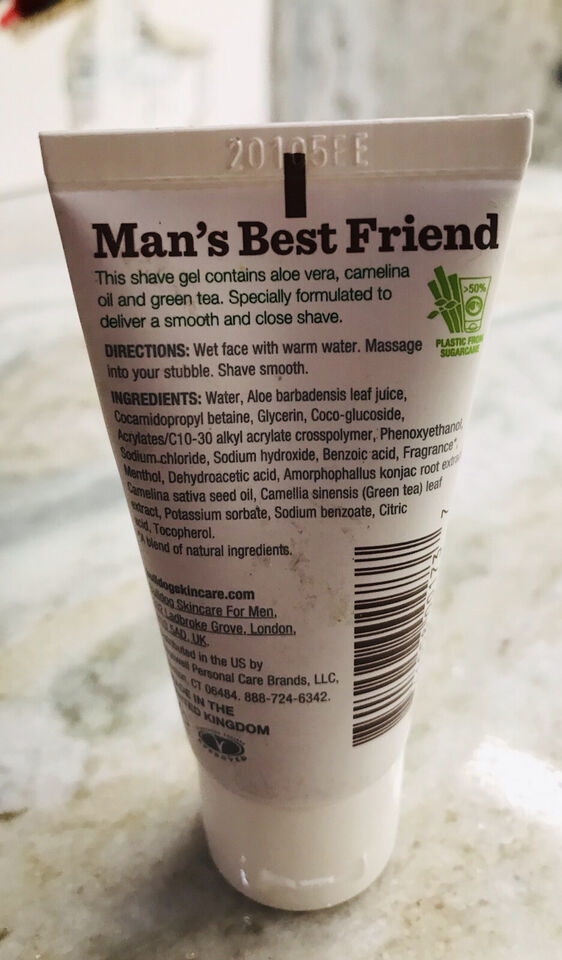 20105EE
Man's Best Friend
This shave gel contains aloe vera, camelina
oil and green tea. Specially formulated to
deliver a smooth and close shave.
>50%
PLASTIC FROM
SUGARCANE
DIRECTIONS: Wet face with warm water. Massage
into your stubble. Shave smooth.
INGREDIENTS: Water, Aloe barbadensis leaf juice,
Cocamidopropyl betaine, Glycerin, Coco-glucoside,
Acrylates/C10-30 alkyl acrylate crosspolymer, Phenoxyethanol,
Sodium chloride, Sodium hydroxide, Benzoic acid, Fragrance*,
Menthol, Dehydroacetic acid, Amorphophallus konjac root extra
Camelina sativa seed oil, Camellia sinensis (Green tea) leaf
extract, Potassium sorbate, Sodium benzoate, Citric
acid, Tocopherol.
*A blend of natural ingredients.
lldogskincare.com
lldog Skincare For Men,
Ladbroke Grove, London,
5AD, UK.
in the US by
Personal Care Brands, LLC,
CT 06484. 888-724-6342.
IN THE
KINGDOM